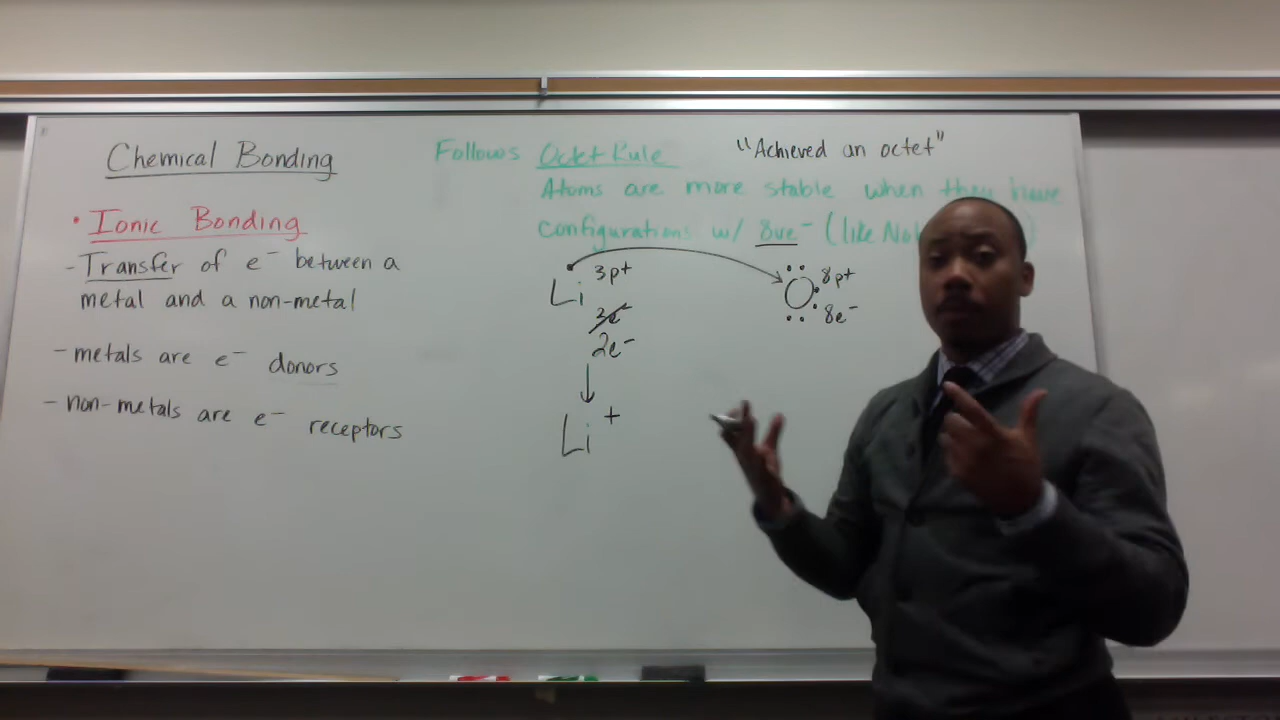 Chemical Bonding
• Ionic Bonding
- Transfer of e⁻ between a
metal and a non-metal
- metals are e⁻ donors
- non-metals are e⁻ receptors
Follows Octet Rule
"Achieved an octet"
Atoms are more stable when they have
configurations w/ 8ve⁻ (like
Li 3p⁺
3e⁻
2e⁻
Li⁺
O 8p⁺
8e⁻